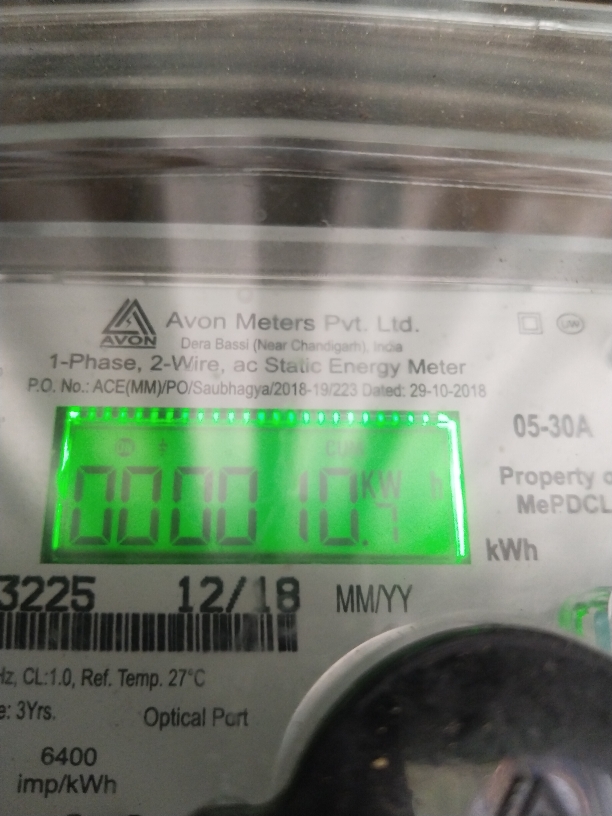 AVON
Avon Meters Pvt. Ltd.
Dera Bassi (Near Chandigarh), India
1-Phase, 2-Wire, ac Static Energy Meter
P.O. No.: ACE(MM)/PO/Saubhagya/2018-19/223 Dated: 29-10-2018
05-30A
CUM
000010.7 KW h
Property o
MePDCL
kWh
3225 12/18 MM/YY
Hz, CL:1.0, Ref. Temp. 27°C
e: 3Yrs. Optical Port
6400
imp/kWh